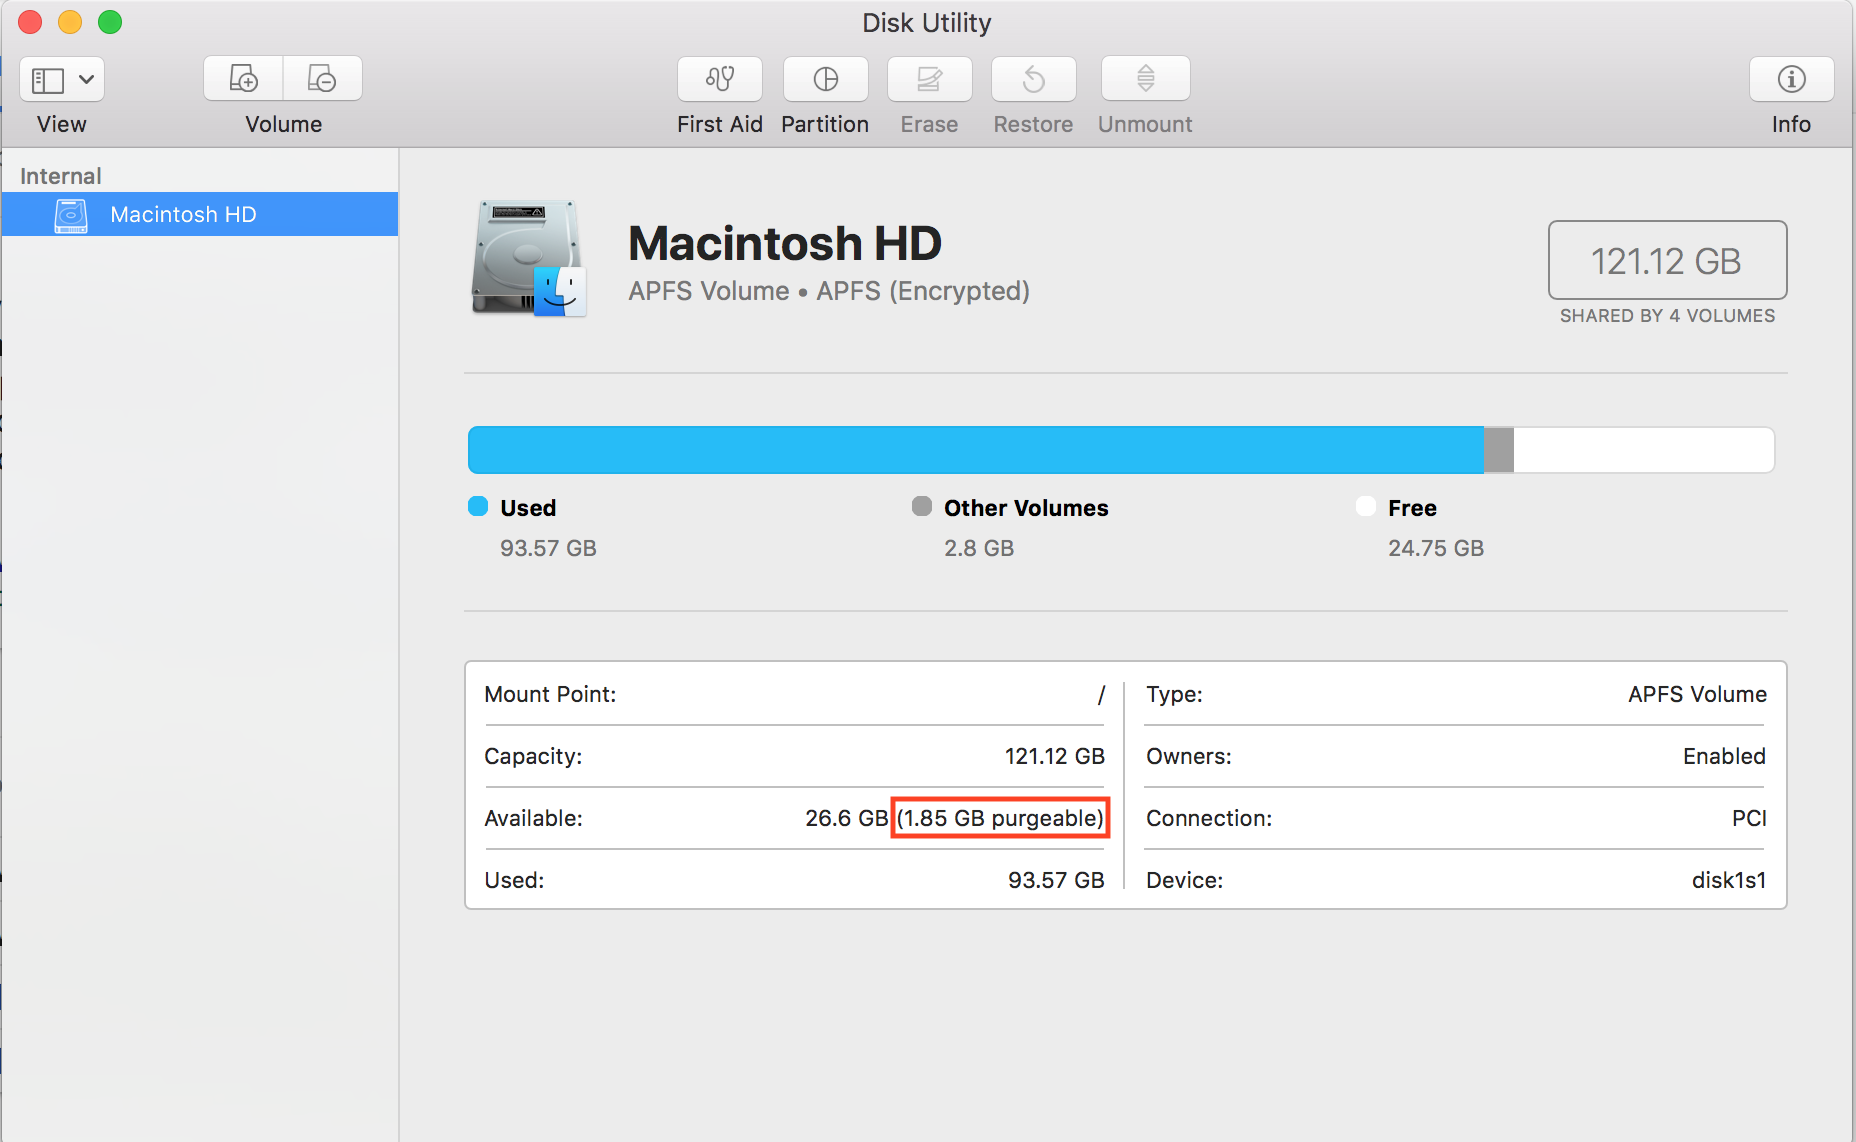 Disk Utility
View
Volume
First Aid
Partition
Erase
Restore
Unmount
Info
Internal
Macintosh HD
Macintosh HD
APFS Volume • APFS (Encrypted)
121.12 GB
SHARED BY 4 VOLUMES
Used
93.57 GB
Other Volumes
2.8 GB
Free
24.75 GB
Mount Point: /
Capacity: 121.12 GB
Available: 26.6 GB (1.85 GB purgeable)
Used: 93.57 GB
Type: APFS Volume
Owners: Enabled
Connection: PCI
Device: disk1s1